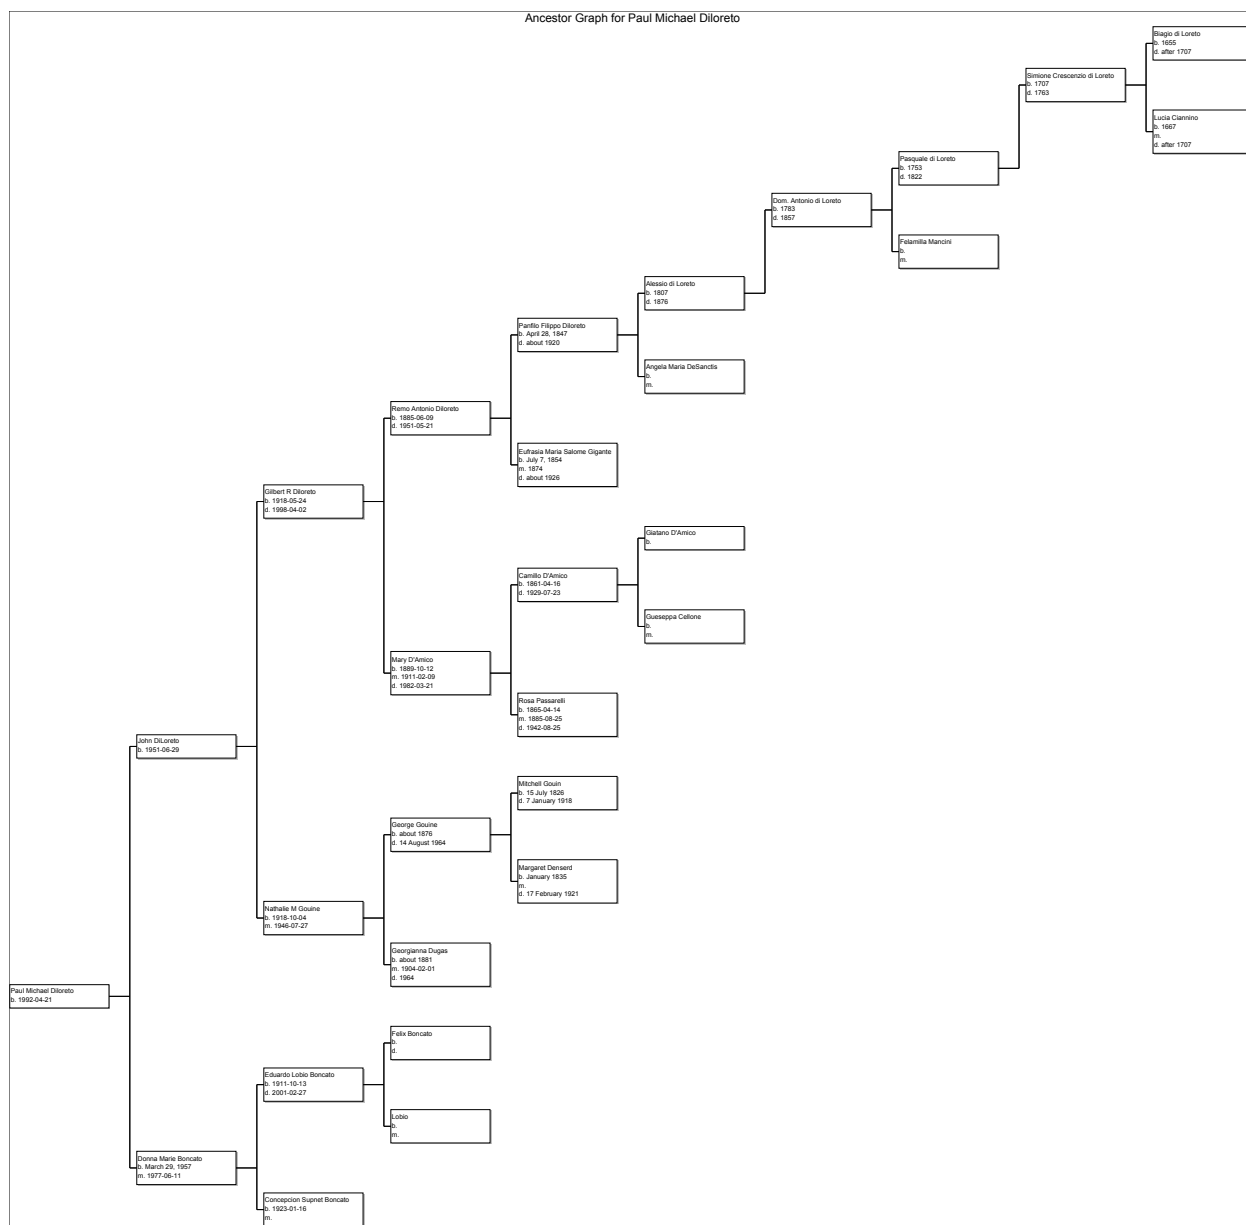 Ancestor Graph for Paul Michael Diloreto
Biagio di Loreto
b. 1655
d. after 1707
Simione Crescenzio di Loreto
b. 1707
d. 1763
Lucia Ciannino
b. 1667
m.
d. after 1707
Pasquale di Loreto
b. 1753
d. 1822
Dom. Antonio di Loreto
b. 1783
d. 1857
Felamilla Mancini
b.
m.
Alessio di Loreto
b. 1807
d. 1876
Panfilo Filippo Diloreto
b. April 28, 1847
d. about 1920
Angela Maria DeSanctis
b.
m.
Remo Antonio Diloreto
b. 1885-06-09
d. 1951-05-21
Eufrasia Maria Salome Gigante
b. July 7, 1854
m. 1874
d. about 1926
Gilbert R Diloreto
b. 1918-05-24
d. 1998-04-02
Giatano D'Amico
b.
Camillo D'Amico
b. 1861-04-16
d. 1929-07-23
Gueseppa Cellone
b.
m.
Mary D'Amico
b. 1889-10-12
m. 1911-02-09
d. 1982-03-21
Rosa Passarelli
b. 1865-04-14
m. 1885-08-25
d. 1942-08-25
John DiLoreto
b. 1951-06-29
Mitchell Gouin
b. 15 July 1826
d. 7 January 1918
George Gouine
b. about 1876
d. 14 August 1964
Margaret Denserd
b. January 1835
m.
d. 17 February 1921
Nathalie M Gouine
b. 1918-10-04
m. 1946-07-27
Georgianna Dugas
b. about 1881
m. 1904-02-01
d. 1964
Paul Michael Diloreto
b. 1992-04-21
Felix Boncato
b.
d.
Eduardo Lobio Boncato
b. 1911-10-13
d. 2001-02-27
Lobio
b.
m.
Donna Marie Boncato
b. March 29, 1957
m. 1977-06-11
Concepcion Supnet Boncato
b. 1923-01-16
m.